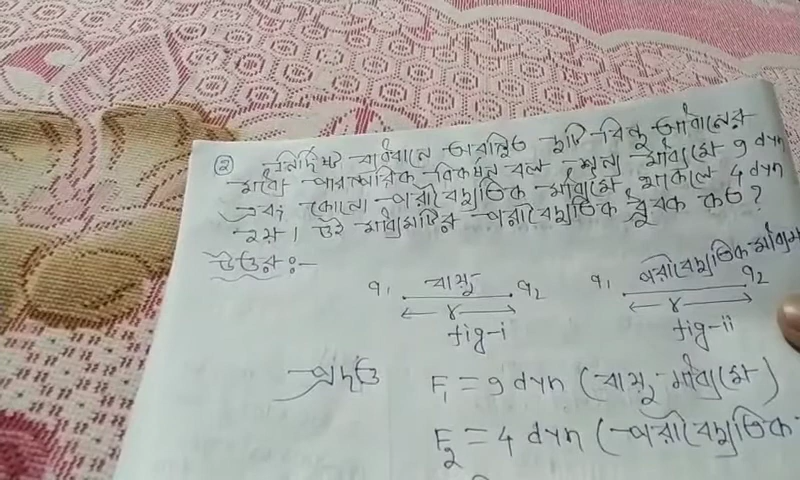 ② নির্দিষ্ট ব্যবধানে অবস্থিত দুটি বিন্দু আধানের
মধ্যে পারস্পরিক বিকর্ষন বল শূন্য মাধ্যমে 9 dyn
এবং কোনো পরাবৈদ্যুতিক মাধ্যমে থাকলে 4 dyn
হয়। ওই মাধ্যমটির পরাবৈদ্যুতিক ধ্রুবক কত?
উত্তর:-
q₁ বায়ু q₂ q₁ পরাবৈদ্যুতিক মাধ্যম q₂
r r
fig-i fig-ii
প্রদত্ত F₁ = 9 dyn (বায়ু মাধ্যমে)
F₂ = 4 dyn (পরাবৈদ্যুতিক